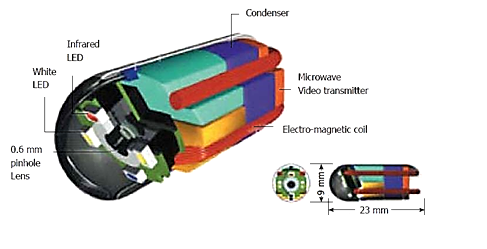 Condenser
Infrared
LED
White
LED
Microwave
Video transmitter
Electro-magnetic coil
0.6 mm
pinhole
Lens
9 mm
23 mm